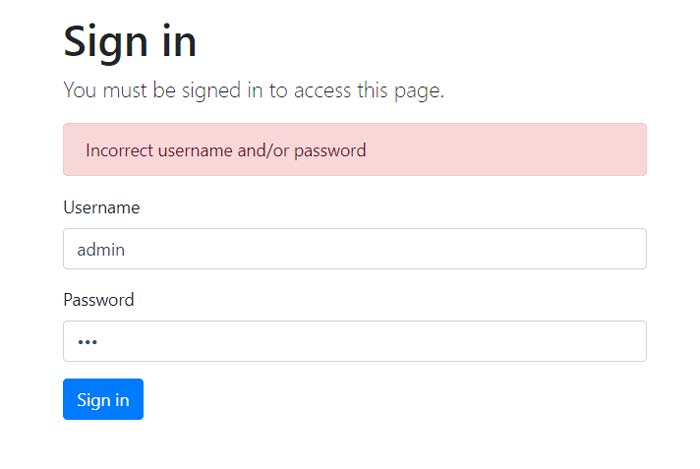 Sign in
You must be signed in to access this page.
Incorrect username and/or password
Username
admin
Password
•••
Sign in